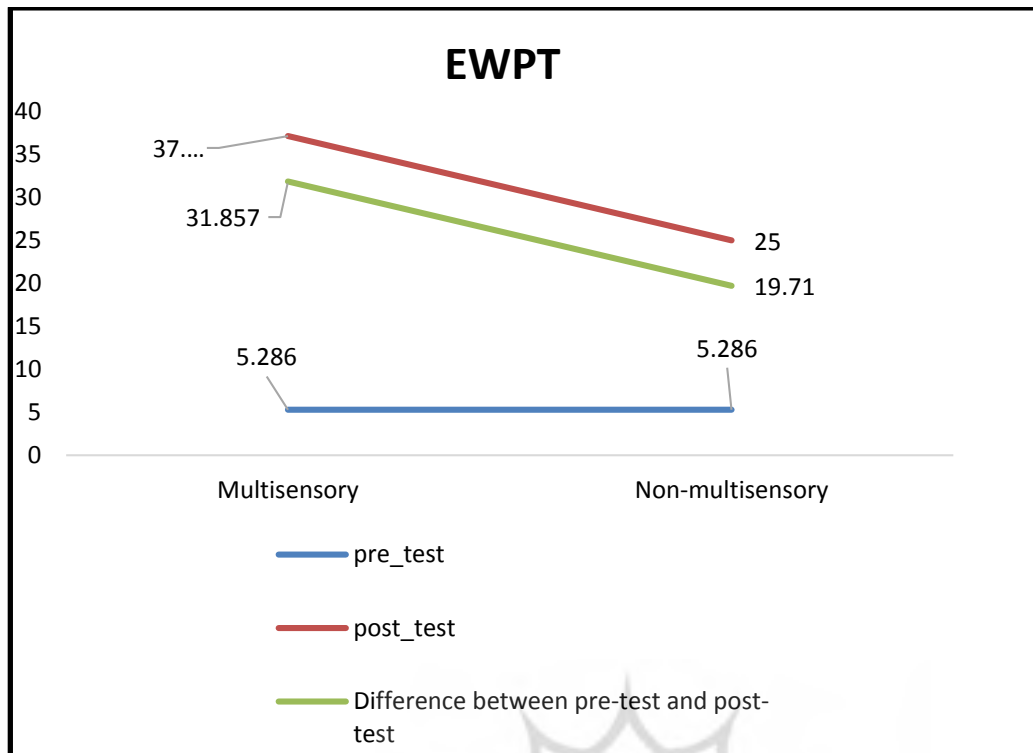 EWPT
40
35
30
25
20
15
10
5
0
37.…
31.857
5.286
25
19.71
5.286
Multisensory
Non-multisensory
pre_test
post_test
Difference between pre-test and post-
test